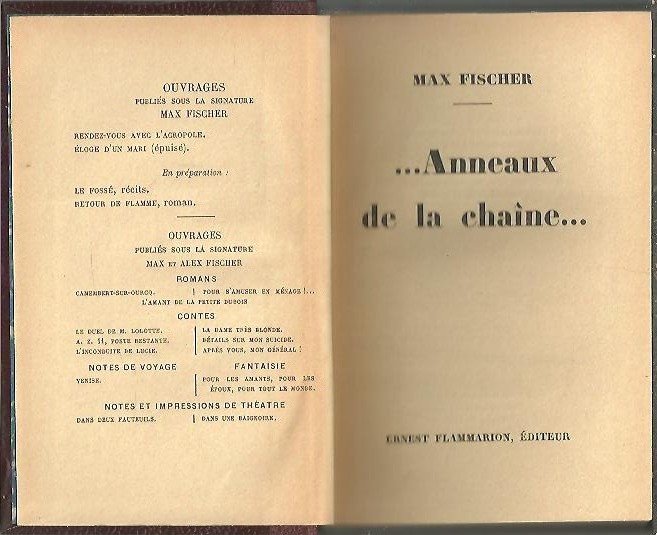 OUVRAGES
PUBLIÉS SOUS LA SIGNATURE
MAX FISCHER
RENDEZ-VOUS AVEC L'ACROPOLE.
ÉLOGE D'UN MARI (épuisé).
En préparation :
LE FOSSÉ, récits.
RETOUR DE FLAMME, roman.
OUVRAGES
PUBLIÉS SOUS LA SIGNATURE
MAX ET ALEX FISCHER
ROMANS
CAMEMBERT-SUR-OURCQ. | POUR S'AMUSER EN MÉNAGE !...
L'AMANT DE LA PETITE DUBOIS
CONTES
LE DUEL DE M. LOLOTTE. | LA DAME TRÈS BLONDE.
A. Z. 11, POSTE RESTANTE. | DÉTAILS SUR MON SUICIDE.
L'INCONDUITE DE LUCIE. | APRÈS VOUS, MON GÉNÉRAL !
NOTES DE VOYAGE | FANTAISIE
VENISE. | POUR LES AMANTS, POUR LES
ÉPOUX, POUR TOUT LE MONDE.
NOTES ET IMPRESSIONS DE THÉATRE
DANS DEUX FAUTEUILS. | DANS UNE BAIGNOIRE.
MAX FISCHER
...Anneaux
de la chaîne...
ERNEST FLAMMARION, ÉDITEUR